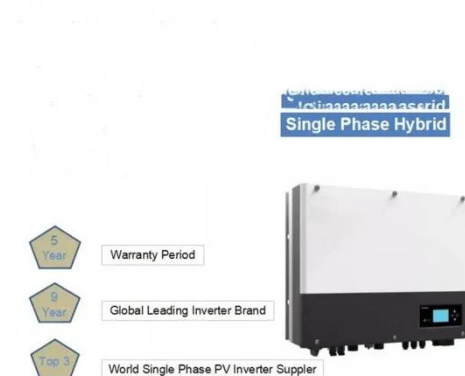 Single Phase Hybrid
5
Year
Warranty Period
9
Year
Global Leading Inverter Brand
Top 3
World Single Phase PV Inverter Suppler